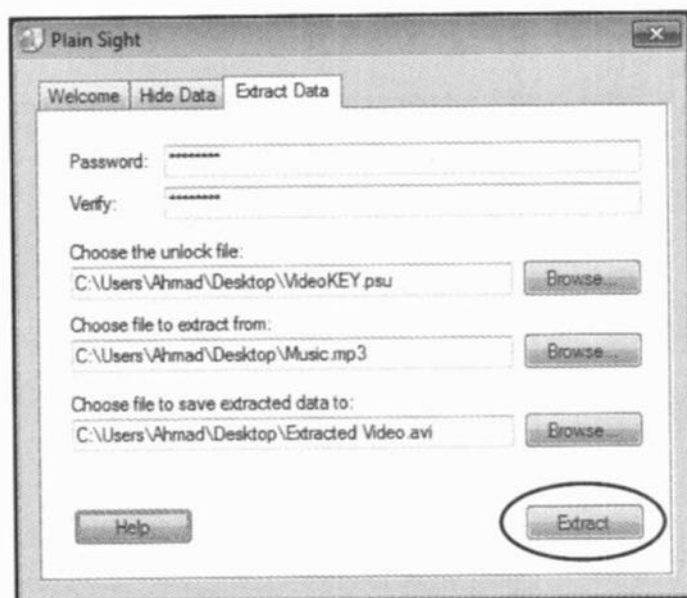 Plain Sight
Welcome Hide Data Extract Data
Password: ********
Verify: ********
Choose the unlock file:
C:\Users\Ahmad\Desktop\VideoKEY.psu Browse...
Choose file to extract from:
C:\Users\Ahmad\Desktop\Music.mp3 Browse...
Choose file to save extracted data to:
C:\Users\Ahmad\Desktop\Extracted Video.avi Browse...
Help Extract